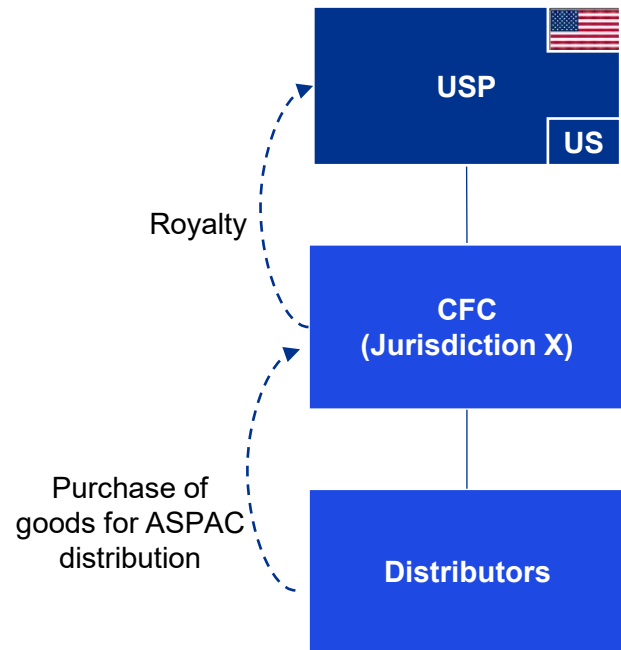 USP
US
Royalty
CFC
(Jurisdiction X)
Purchase of
goods for ASPAC
distribution
Distributors